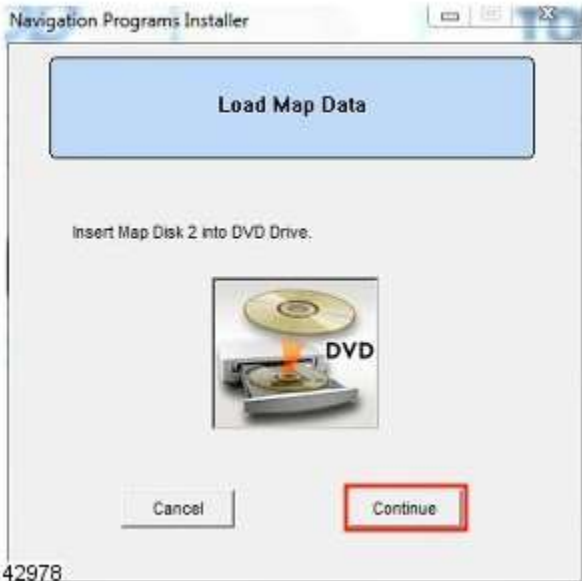 Navigation Programs Installer
Load Map Data
Insert Map Disk 2 into DVD Drive.
DVD
Cancel
Continue
42978